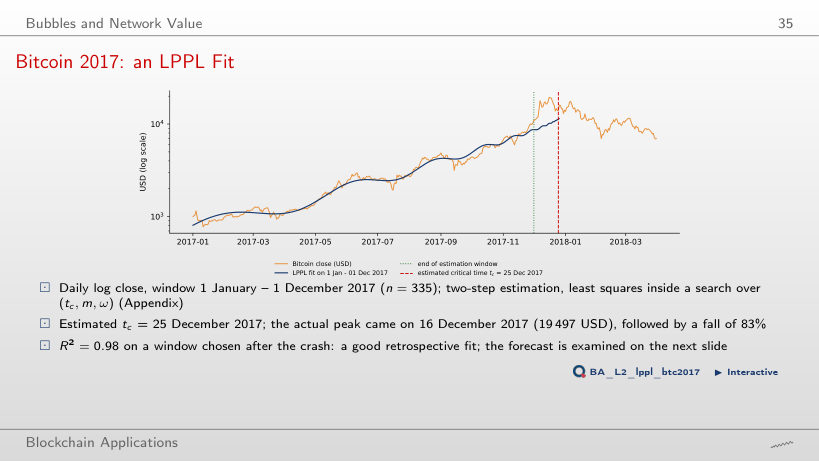 Bubbles and Network Value 35
Bitcoin 2017: an LPPL Fit
USD (log scale)
10⁴
10³
2017-01 2017-03 2017-05 2017-07 2017-09 2017-11 2018-01 2018-03
Bitcoin close (USD) end of estimation window
LPPL fit on 1 Jan - 01 Dec 2017 estimated critical time t_c = 25 Dec 2017
Daily log close, window 1 January – 1 December 2017 (n = 335); two-step estimation, least squares inside a search over
(t_c, m, ω) (Appendix)
Estimated t_c = 25 December 2017; the actual peak came on 16 December 2017 (19 497 USD), followed by a fall of 83%
R² = 0.98 on a window chosen after the crash: a good retrospective fit; the forecast is examined on the next slide
BA_L2_lppl_btc2017 ▶ Interactive
Blockchain Applications